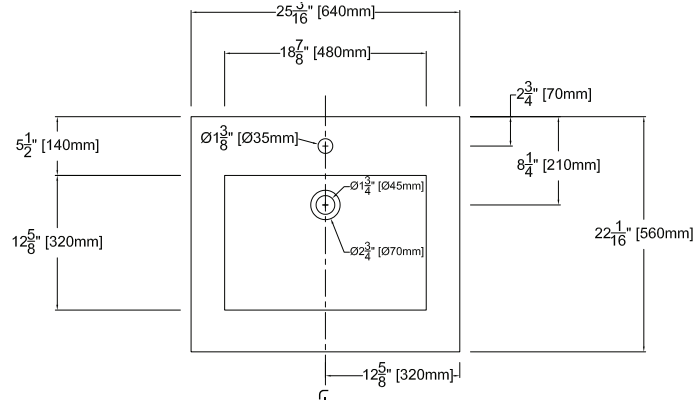 25 3/16" [640mm]
18 7/8" [480mm]
2 3/4" [70mm]
Ø1 3/8" [Ø35mm]
5 1/2" [140mm]
8 1/4" [210mm]
Ø1 3/4" [Ø45mm]
12 5/8" [320mm]
22 1/16" [560mm]
Ø2 3/4" [Ø70mm]
12 5/8" [320mm]